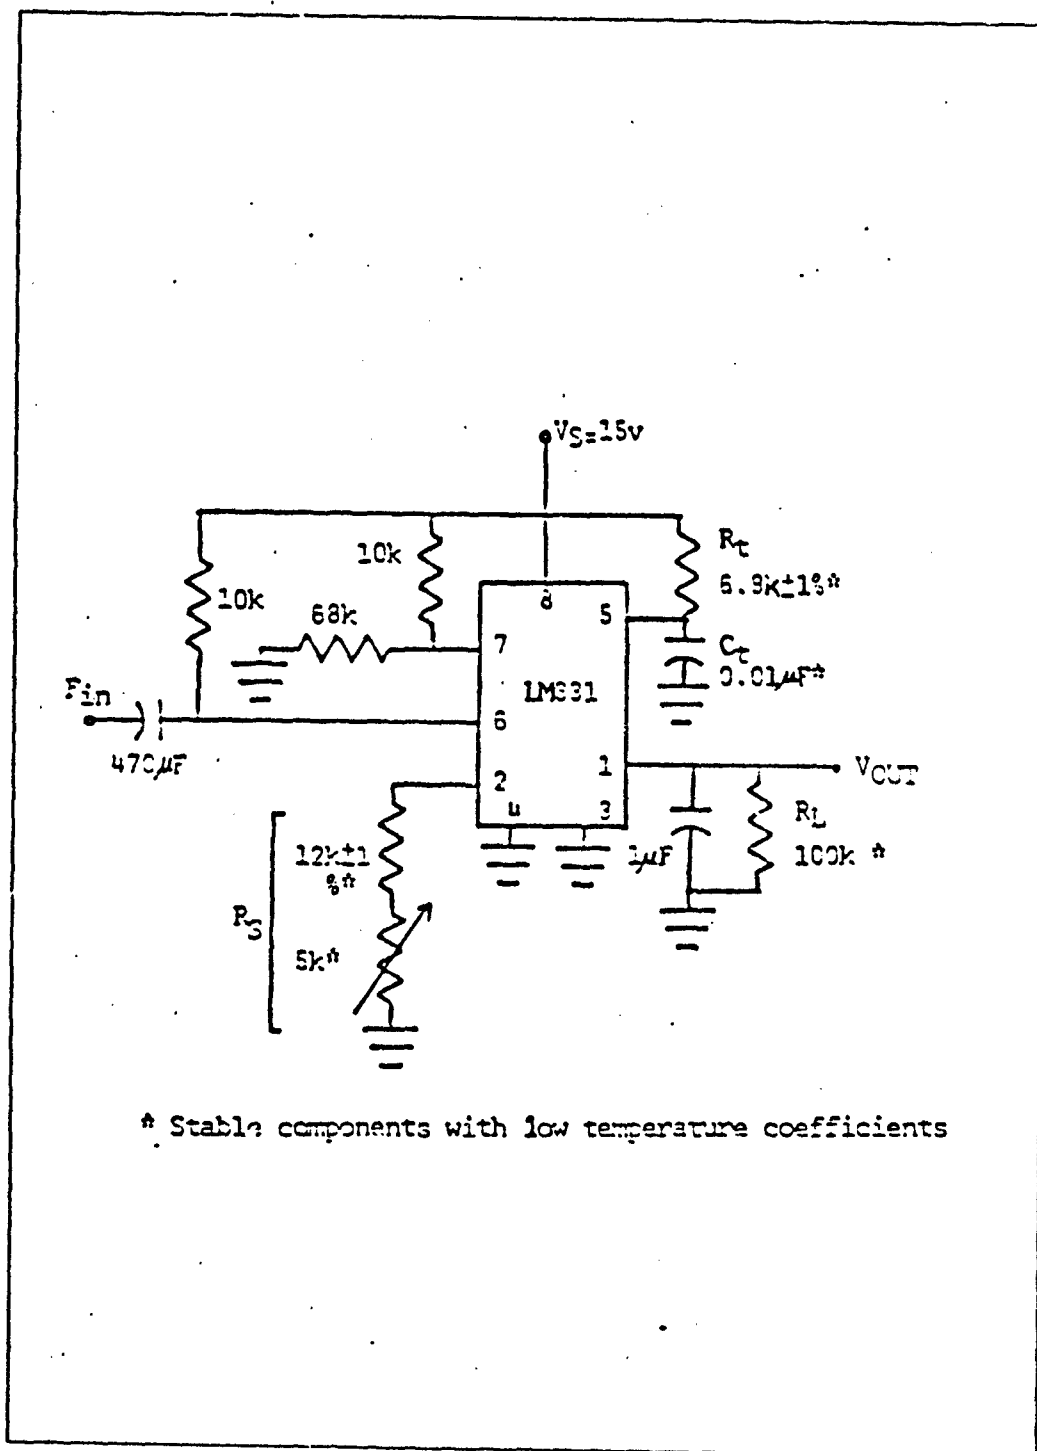 VS=15v
10k
Rt
6.8k±1%*
10k
68k
8
5
7
Ct
0.01µF*
LM331
Fin
6
470µF
1
VOUT
2
4
3
RL
12k±1
%*
1µF
100k *
RS
5k*
* Stable components with low temperature coefficients